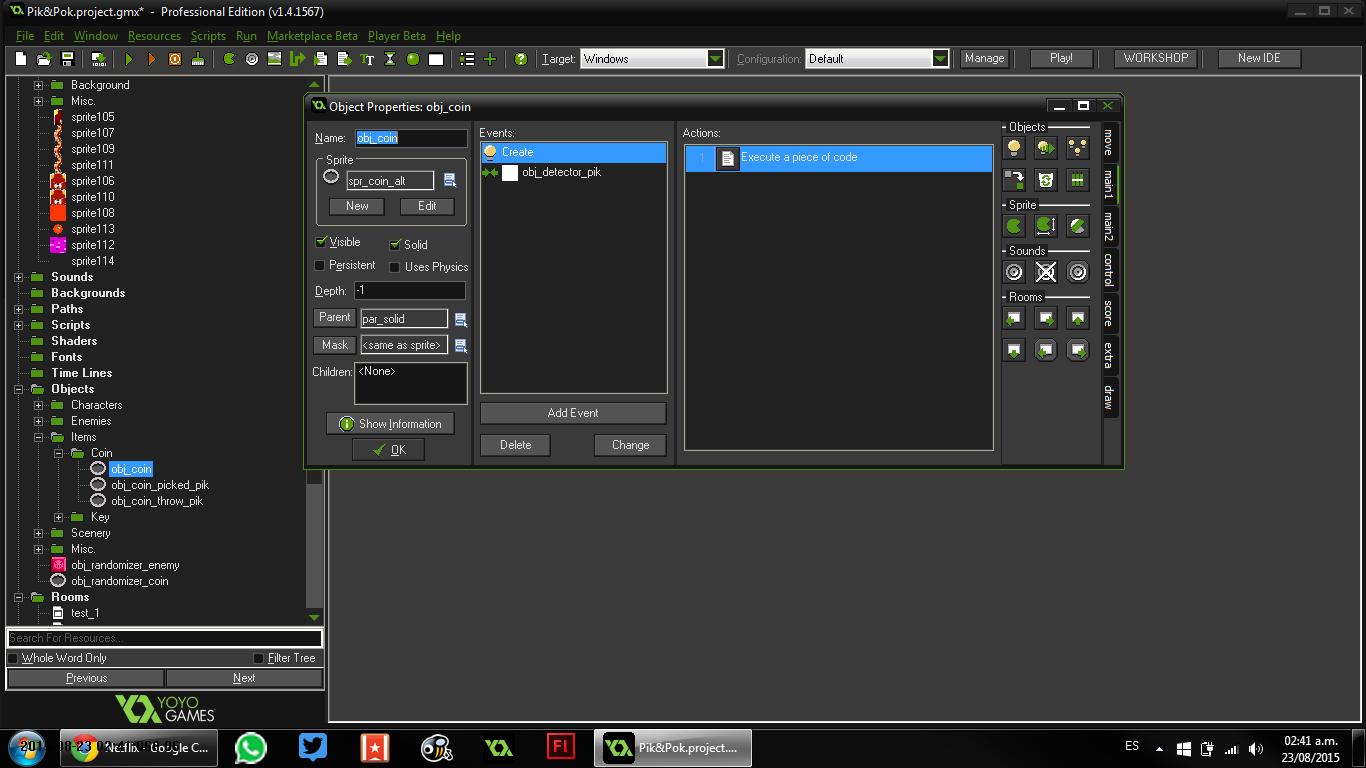 Pik&Pok.project.gmx* - Professional Edition (v1.4.1567)
File Edit Window Resources Scripts Run Marketplace Beta Player Beta Help
Target: Windows Configuration: Default Manage Play! WORKSHOP New IDE
Background
Misc.
sprite105
sprite107
sprite109
sprite111
sprite106
sprite110
sprite108
sprite113
sprite112
sprite114
Sounds
Backgrounds
Paths
Scripts
Shaders
Fonts
Time Lines
Objects
Characters
Enemies
Items
Coin
obj_coin
obj_coin_picked_pik
obj_coin_throw_pik
Key
Scenery
Misc.
obj_randomizer_enemy
obj_randomizer_coin
Rooms
test_1
Search For Resources...
Whole Word Only Filter Tree
Previous Next
YOYO
GAMES
Object Properties: obj_coin
Name: obj_coin
Sprite
spr_coin_alt
New Edit
Visible Solid
Persistent Uses Physics
Depth: -1
Parent par_solid
Mask <same as sprite>
Children: <None>
Show Information
OK
Events:
Create
obj_detector_pik
Add Event
Delete Change
Actions:
1 Execute a piece of code
Objects
Sprite
Sounds
Rooms
move
main1
main2
control
score
extra
draw
Netflix - Google C...
Fl
Pik&Pok.project....
ES
02:41 a.m.
23/08/2015